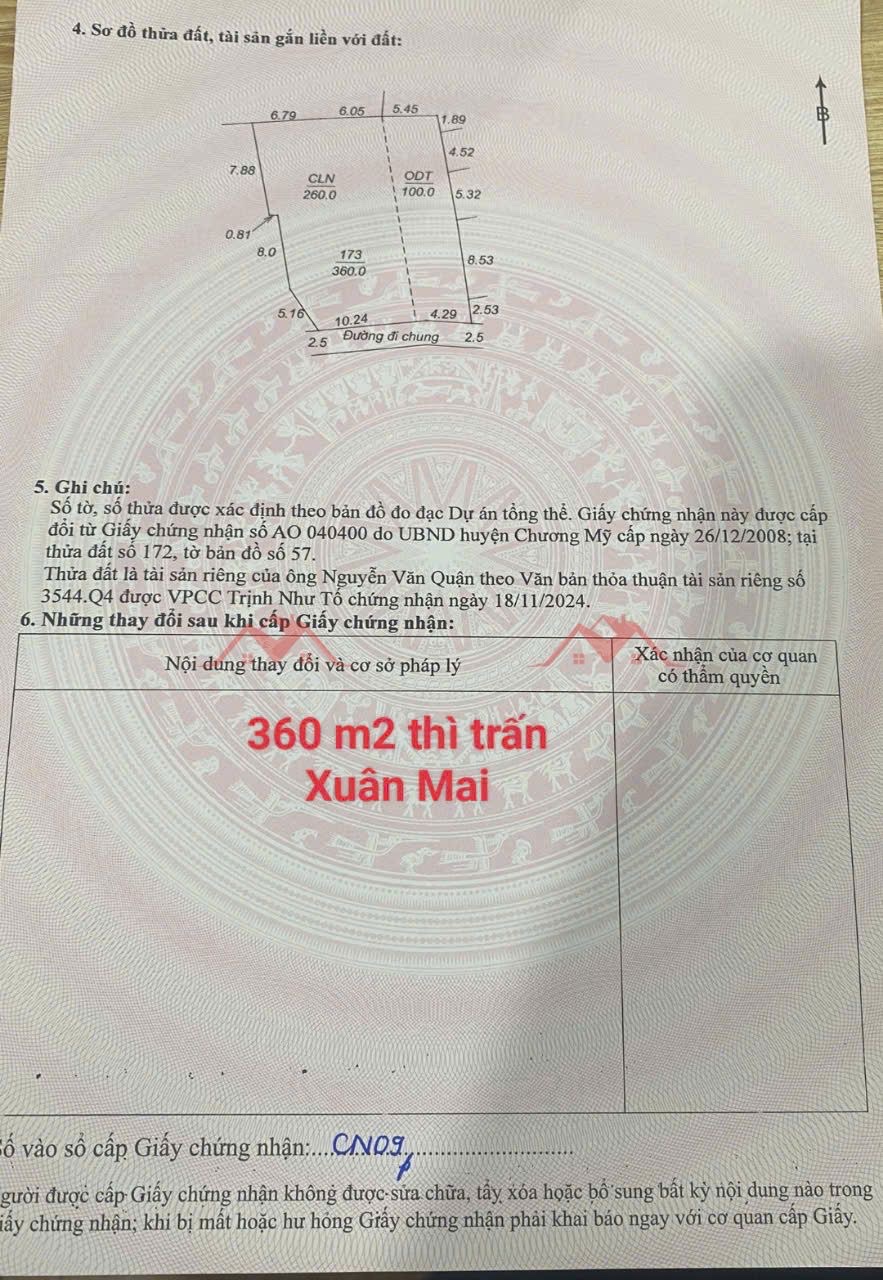 4. Sơ đồ thửa đất, tài sản gắn liền với đất:
B
6.79 6.05 5.45
1.89
4.52
7.88
CLN
260.0
ODT
100.0
5.32
0.81
8.0
173
360.0
8.53
5.16
10.24
4.29
2.53
2.5
Đường đi chung
2.5
5. Ghi chú:
Số tờ, số thửa được xác định theo bản đồ đo đạc Dự án tổng thể. Giấy chứng nhận này được cấp
đổi từ Giấy chứng nhận số AO 040400 do UBND huyện Chương Mỹ cấp ngày 26/12/2008; tại
thửa đất số 172, tờ bản đồ số 57.
Thửa đất là tài sản riêng của ông Nguyễn Văn Quận theo Văn bản thỏa thuận tài sản riêng số
3544.Q4 được VPCC Trịnh Như Tố chứng nhận ngày 18/11/2024.
6. Những thay đổi sau khi cấp Giấy chứng nhận:
Nội dung thay đổi và cơ sở pháp lý
Xác nhận của cơ quan
có thẩm quyền
360 m2 thì trấn
Xuân Mai
Số vào sổ cấp Giấy chứng nhận:....CN09.....
gười được cấp Giấy chứng nhận không được sửa chữa, tẩy xóa hoặc bổ sung bất kỳ nội dung nào trong
iấy chứng nhận; khi bị mất hoặc hư hỏng Giấy chứng nhận phải khai báo ngay với cơ quan cấp Giấy.